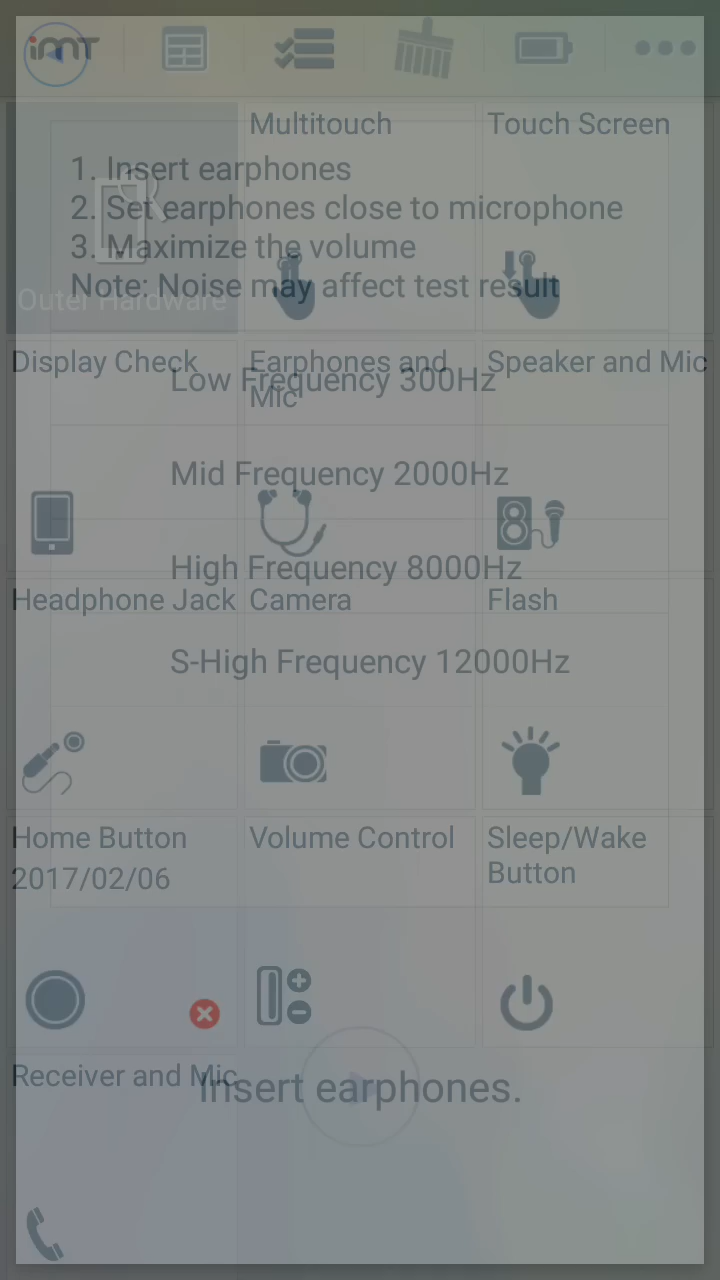 iMT
Multitouch
Touch Screen
1. Insert earphones
2. Set earphones close to microphone
3. Maximize the volume
Note: Noise may affect test result
Outer Hardware
Display Check
Earphones and
Mic
Speaker and Mic
Low Frequency 300Hz
Mid Frequency 2000Hz
High Frequency 8000Hz
Headphone Jack
Camera
Flash
S-High Frequency 12000Hz
Home Button
2017/02/06
Volume Control
Sleep/Wake
Button
Receiver and Mic
Insert earphones.